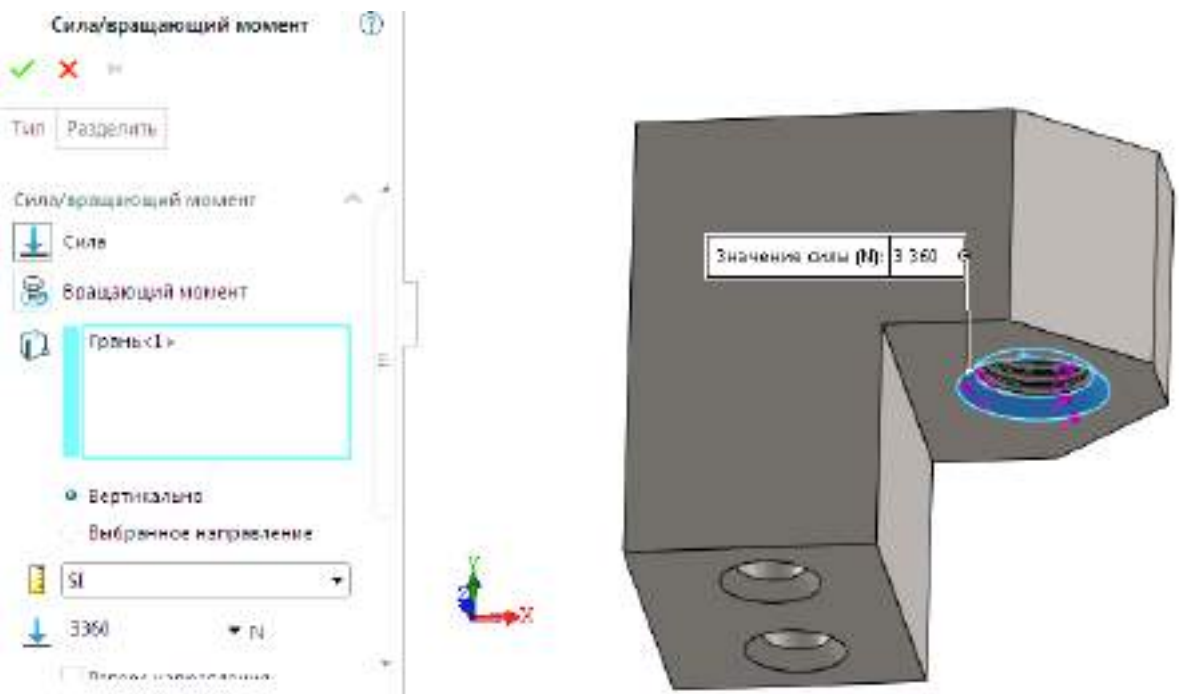 Сила/вращающий момент
Тип Разделить
Сила/вращающий момент
Сила
Вращающий момент
Грань<1>
Вертикально
Выбранное направление
SI
3360 N
Значение силы (N): 3 360
Y
Z
X